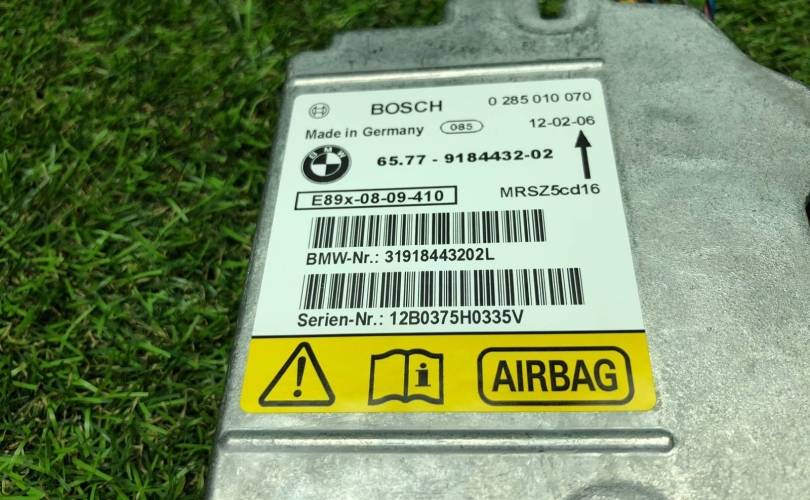 BOSCH 0 285 010 070
Made in Germany 085 12-02-06
BMW 65.77 - 9184432-02
E89x-08-09-410 MRSZ5cd16
BMW-Nr.: 31918443202L
Serien-Nr.: 12B0375H0335V
AIRBAG